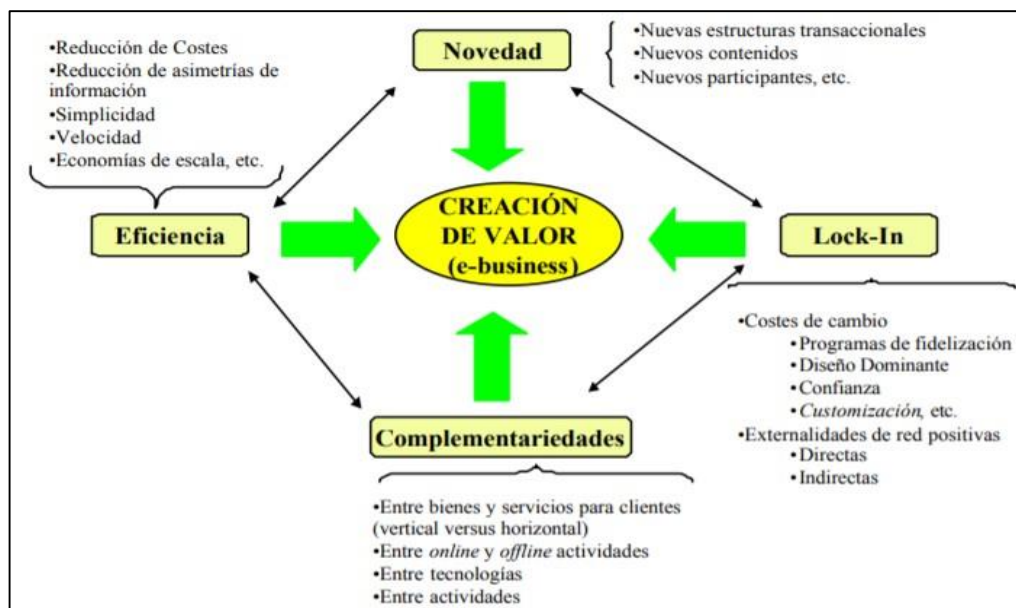 Novedad
•Nuevas estructuras transaccionales
•Nuevos contenidos
•Nuevos participantes, etc.
•Reducción de Costes
•Reducción de asimetrías de
información
•Simplicidad
•Velocidad
•Economías de escala, etc.
Eficiencia
CREACIÓN
DE VALOR
(e-business)
Lock-In
•Costes de cambio
•Programas de fidelización
•Diseño Dominante
•Confianza
•Customización, etc.
•Externalidades de red positivas
•Directas
•Indirectas
Complementariedades
•Entre bienes y servicios para clientes
(vertical versus horizontal)
•Entre online y offline actividades
•Entre tecnologías
•Entre actividades